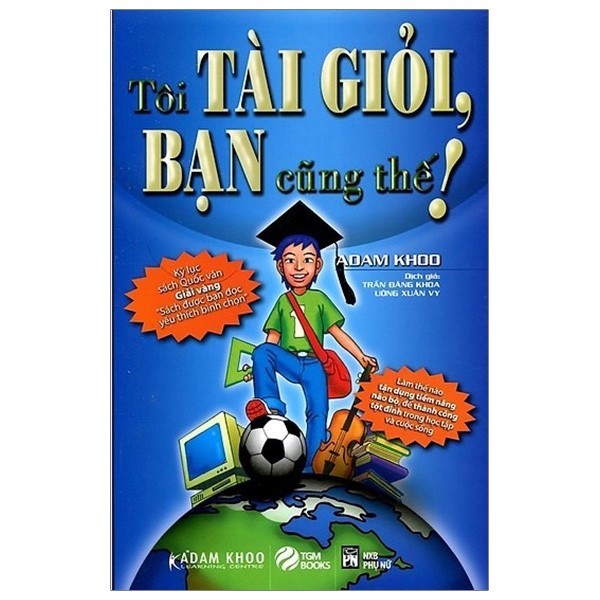 Tôi TÀI GIỎI,
BẠN cũng thế!
ADAM KHOO
Dịch giả:
TRẦN ĐĂNG KHOA
UÔNG XUÂN VY
Kỷ lục
sách Quốc văn
Giải vàng
"Sách được bạn đọc
yêu thích bình chọn"
1
Làm thế nào
tận dụng tiềm năng
não bộ, để thành công
tột đỉnh trong học tập
và cuộc sống
ADAM KHOO
LEARNING CENTRE
TGM
BOOKS
PN
NXB
PHỤ NỮ